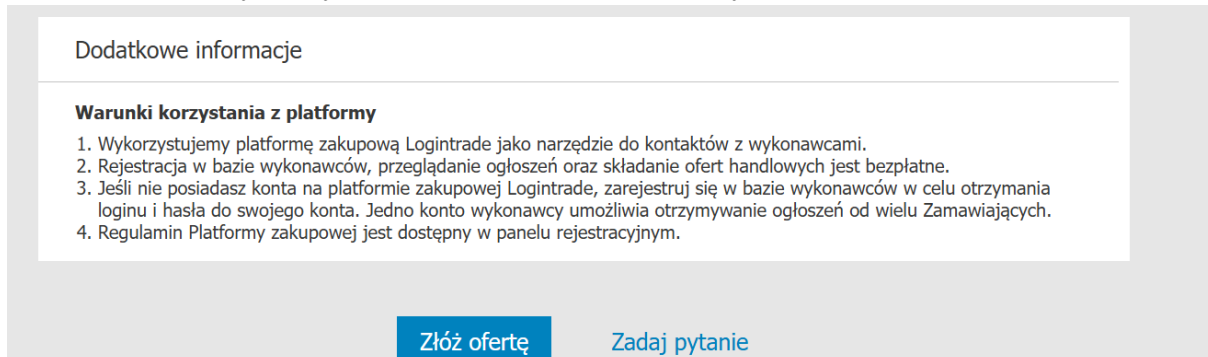 Dodatkowe informacje
Warunki korzystania z platformy
1. Wykorzystujemy platformę zakupową Logintrade jako narzędzie do kontaktów z wykonawcami.
2. Rejestracja w bazie wykonawców, przeglądanie ogłoszeń oraz składanie ofert handlowych jest bezpłatne.
3. Jeśli nie posiadasz konta na platformie zakupowej Logintrade, zarejestruj się w bazie wykonawców w celu otrzymania
loginu i hasła do swojego konta. Jedno konto wykonawcy umożliwia otrzymywanie ogłoszeń od wielu Zamawiających.
4. Regulamin Platformy zakupowej jest dostępny w panelu rejestracyjnym.
Złóż ofertę Zadaj pytanie